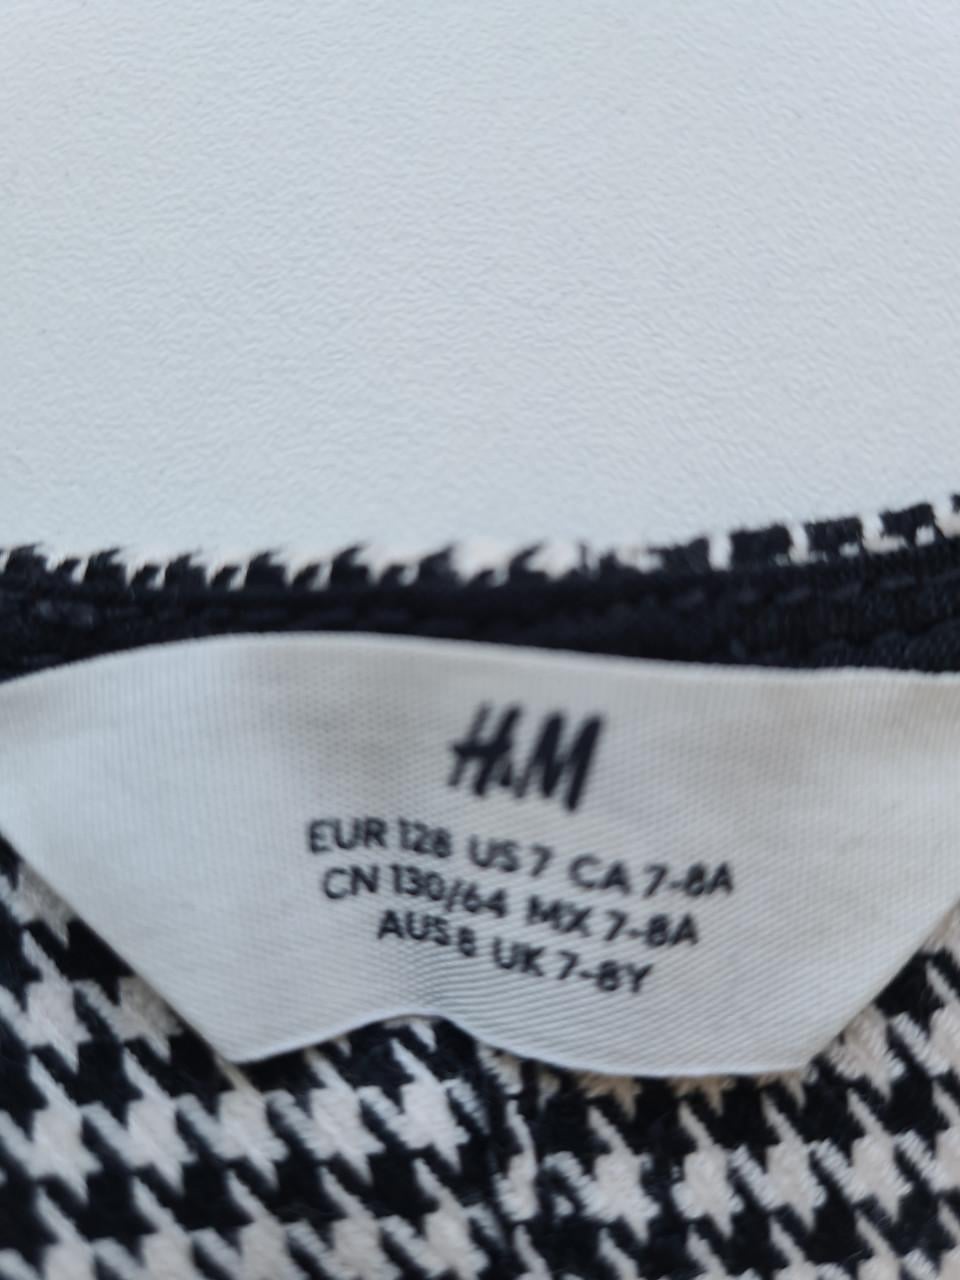 H&M
EUR 128 US 7 CA 7-8A
CN 130/64 MX 7-8A
AUS 8 UK 7-8Y